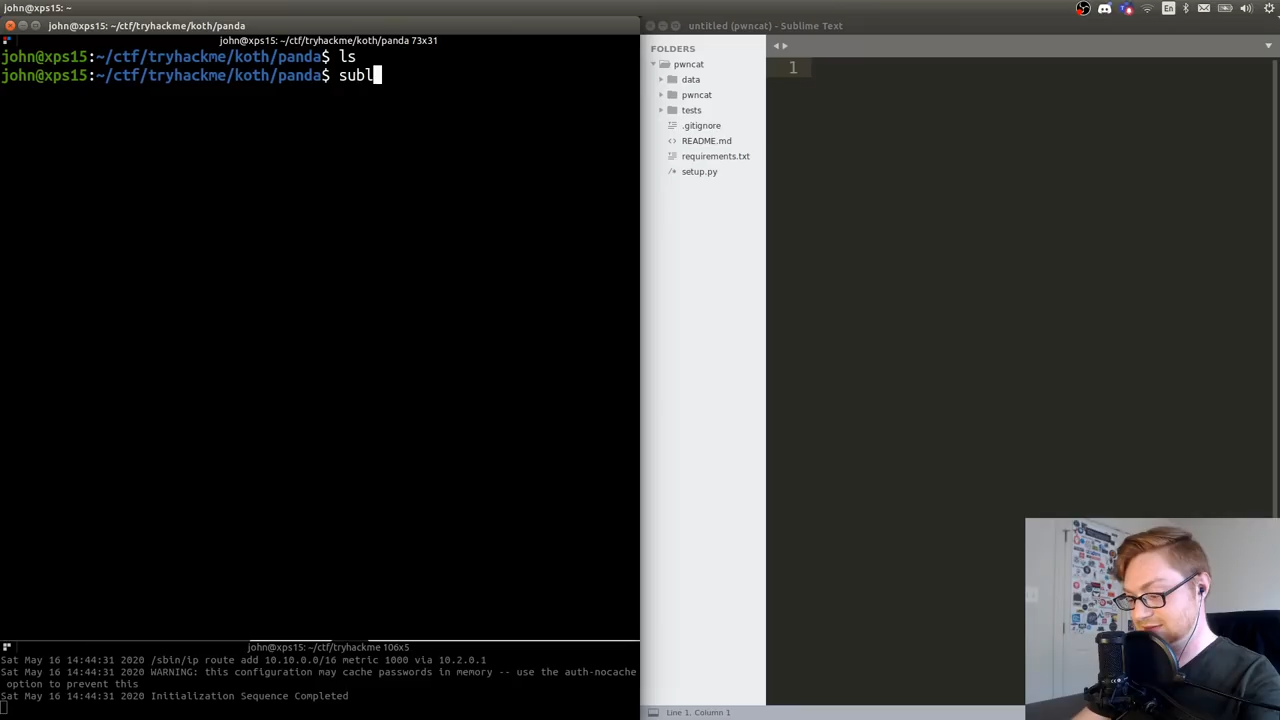 john@xps15: ~
En
john@xps15: ~/ctf/tryhackme/koth/panda
john@xps15: ~/ctf/tryhackme/koth/panda 73x31
john@xps15:~/ctf/tryhackme/koth/panda$ ls
john@xps15:~/ctf/tryhackme/koth/panda$ subl
john@xps15: ~/ctf/tryhackme 106x5
Sat May 16 14:44:31 2020 /sbin/ip route add 10.10.0.0/16 metric 1000 via 10.2.0.1
Sat May 16 14:44:31 2020 WARNING: this configuration may cache passwords in memory -- use the auth-nocache
option to prevent this
Sat May 16 14:44:31 2020 Initialization Sequence Completed
untitled (pwncat) - Sublime Text
FOLDERS
pwncat
data
pwncat
tests
.gitignore
README.md
requirements.txt
setup.py
1
Line 1, Column 1